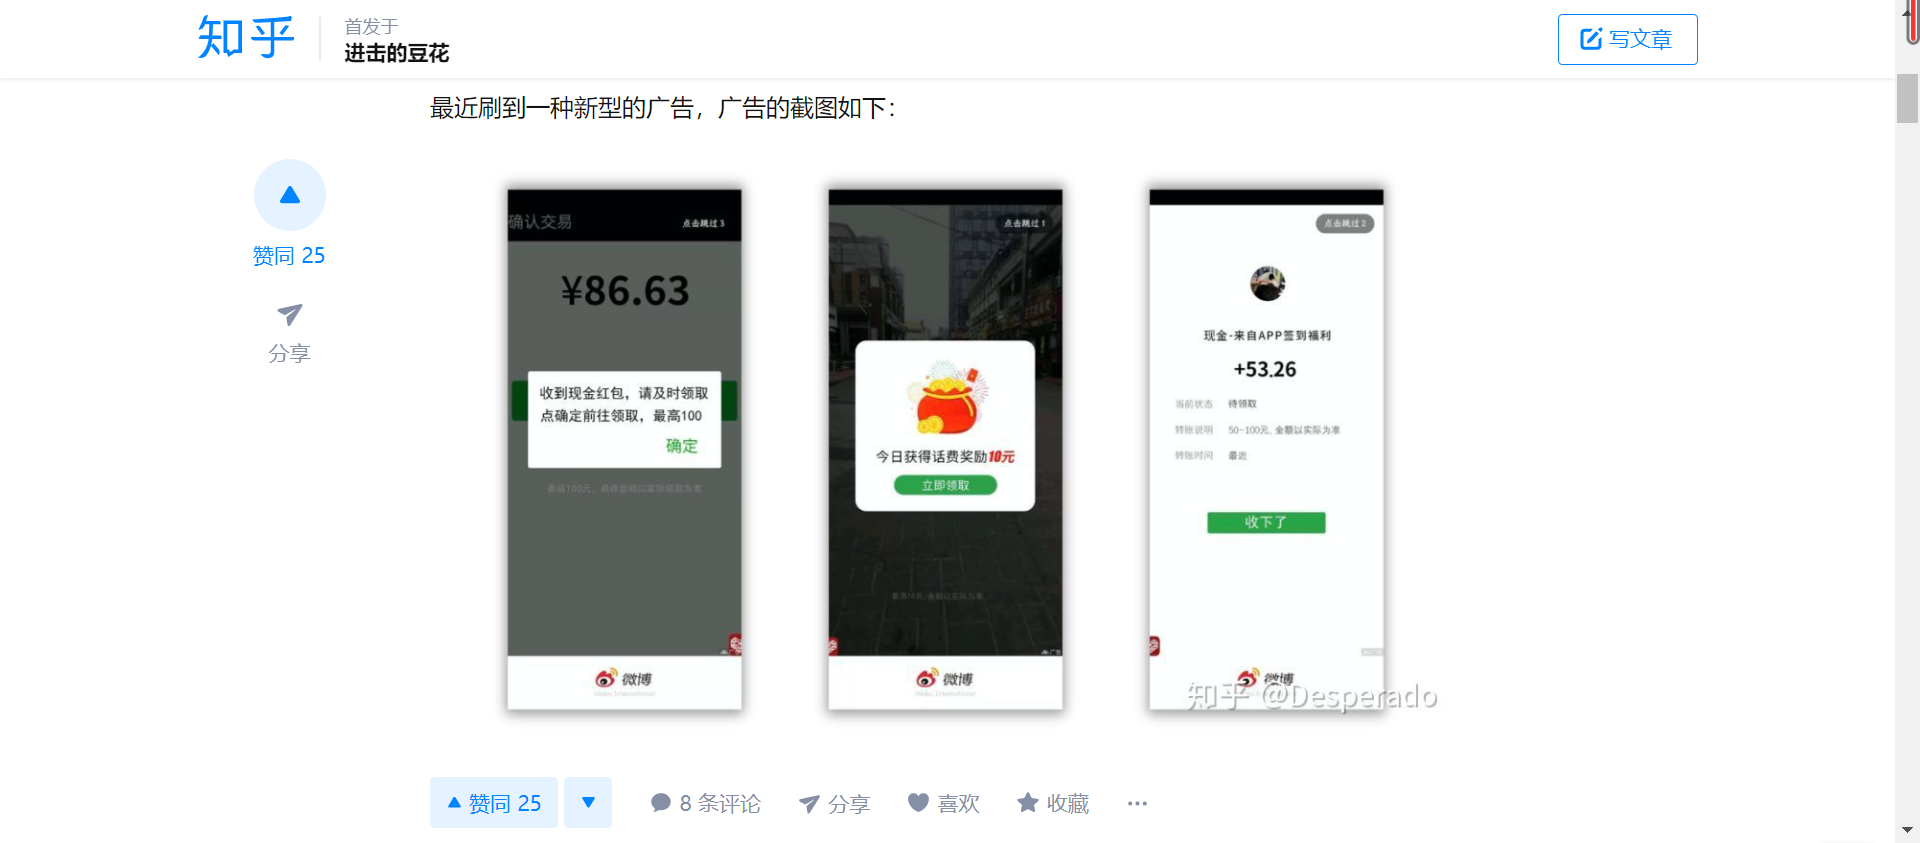 知乎
首发于
进击的豆花
写文章
最近刷到一种新型的广告，广告的截图如下：
赞同 25
分享
确认交易
点击跳过 3
¥86.63
收到现金红包，请及时领取
点确定前往领取，最高100
确定
最高100元，具体金额以实际领取为准
微博
点击跳过 1
今日获得话费奖励10元
立即领取
最高10元，金额以实际为准
广告
微博
点击跳过 2
现金-来自APP签到福利
+53.26
当前状态 待领取
转账说明 50-100元，金额以实际为准
转账时间 最近
收下了
微博
知乎 @Desperado
赞同 25
8 条评论
分享
喜欢
收藏